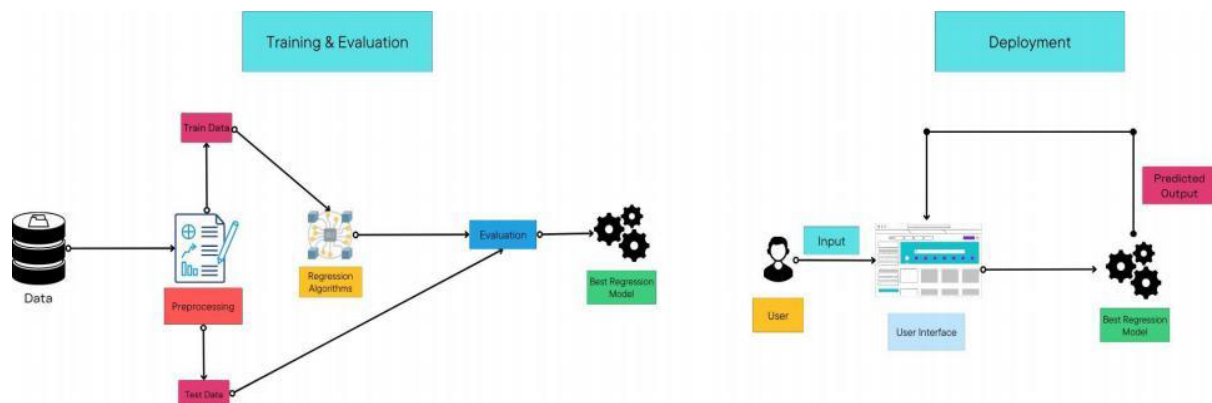 Training & Evaluation
Deployment
Train Data
Predicted
Output
Input
Evaluation
Data
Regression
Algorithms
Best Regression
Model
Preprocessing
User
User Interface
Best Regression
Model
Test Data